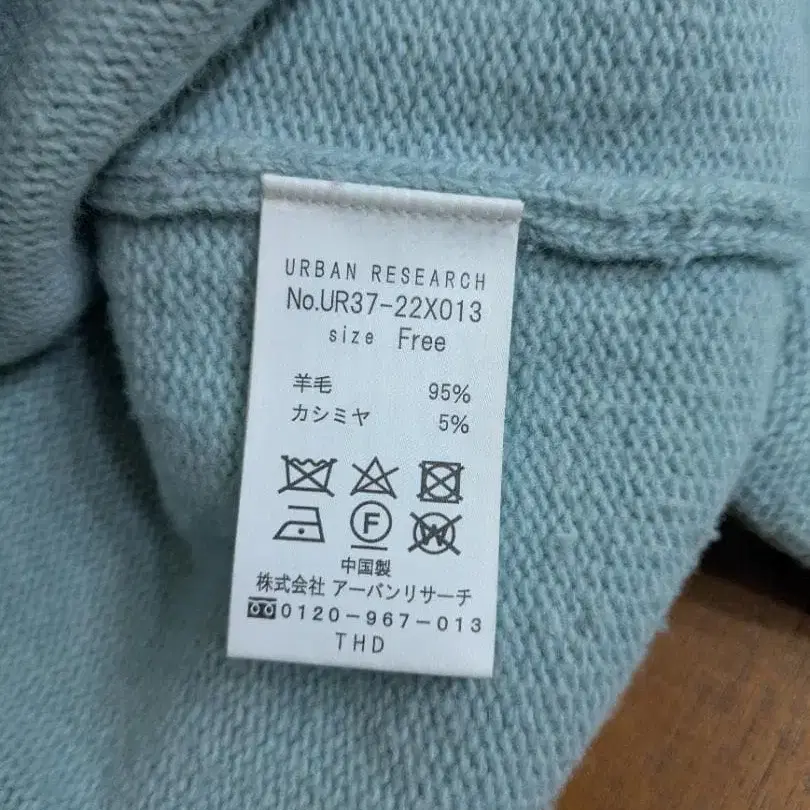 URBAN RESEARCH
No.UR37-22X013
size Free
羊毛 95%
カシミヤ 5%
F W
中国製
株式会社 アーバンリサーチ
0120-967-013
THD